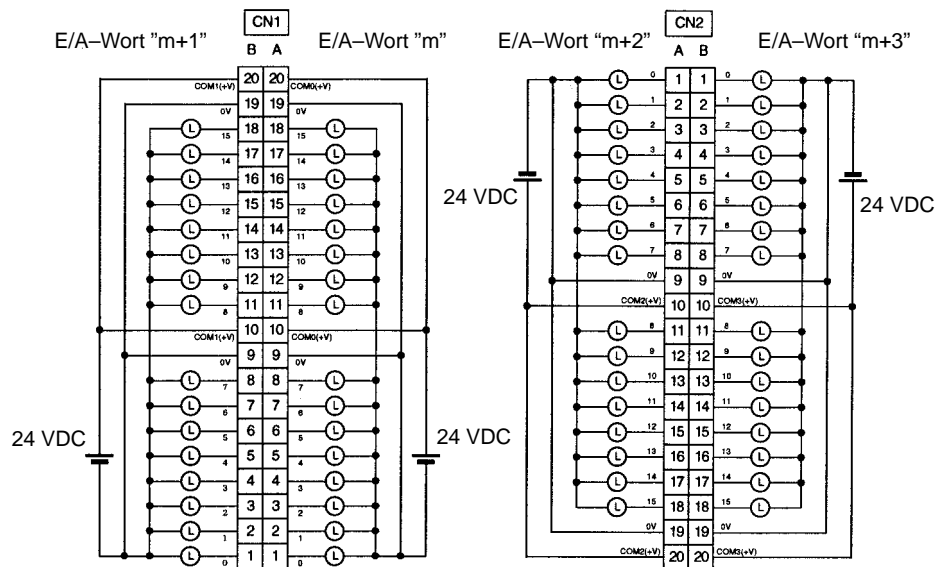 CN1
E/A–Wort "m+1" E/A–Wort "m"
B A
20 20
COM1(+V) COM0(+V)
19 19
0V 0V
L 18 18 L
15 15
L 17 17 L
14 14
L 16 16 L
13 13
L 15 15 L
12 12
L 14 14 L
11 11
L 13 13 L
10 10
L 12 12 L
9 9
L 11 11 L
8 8
10 10
COM1(+V) COM0(+V)
9 9
0V 0V
L 8 8 L
7 7
L 7 7 L
6 6
L 6 6 L
5 5
24 VDC 24 VDC
L 5 5 L
4 4
L 4 4 L
3 3
L 3 3 L
2 2
L 2 2 L
1 1
L 1 1 L
0 0
CN2
E/A–Wort “m+2” E/A–Wort “m+3”
A B
L 0 1 1 0 L
L 1 2 2 1 L
L 2 3 3 2 L
L 3 4 4 3 L
L 4 5 5 4 L
24 VDC 24 VDC
L 5 6 6 5 L
L 6 7 7 6 L
L 7 8 8 7 L
0V 9 9 0V
COM2(+V) 10 10 COM3(+V)
L 8 11 11 8 L
L 9 12 12 9 L
L 10 13 13 10 L
L 11 14 14 11 L
L 12 15 15 12 L
L 13 16 16 13 L
L 14 17 17 14 L
L 15 18 18 15 L
0V 19 19 0V
COM2(+V) 20 20 COM3(+V)